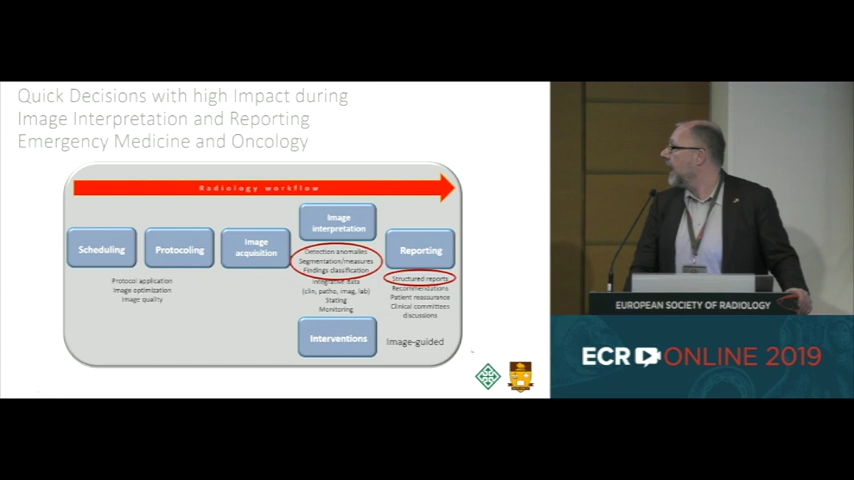 Quick Decisions with high Impact during
Image Interpretation and Reporting
Emergency Medicine and Oncology
Radiology workflow
Scheduling
Protocoling
Image
acquisition
Image
interpretation
Reporting
Protocol application
Image optimization
Image quality
Detection anomalies
Segmentation/measures
Findings classification
Integrative data
(clin, patho, imag, lab)
Stating
Monitoring
Structured reports
Recommendations
Patient reassurance
Clinical committees
discussions
Interventions
Image-guided
EUROPEAN SOCIETY OF RADIOLOGY
ECR ONLINE 2019